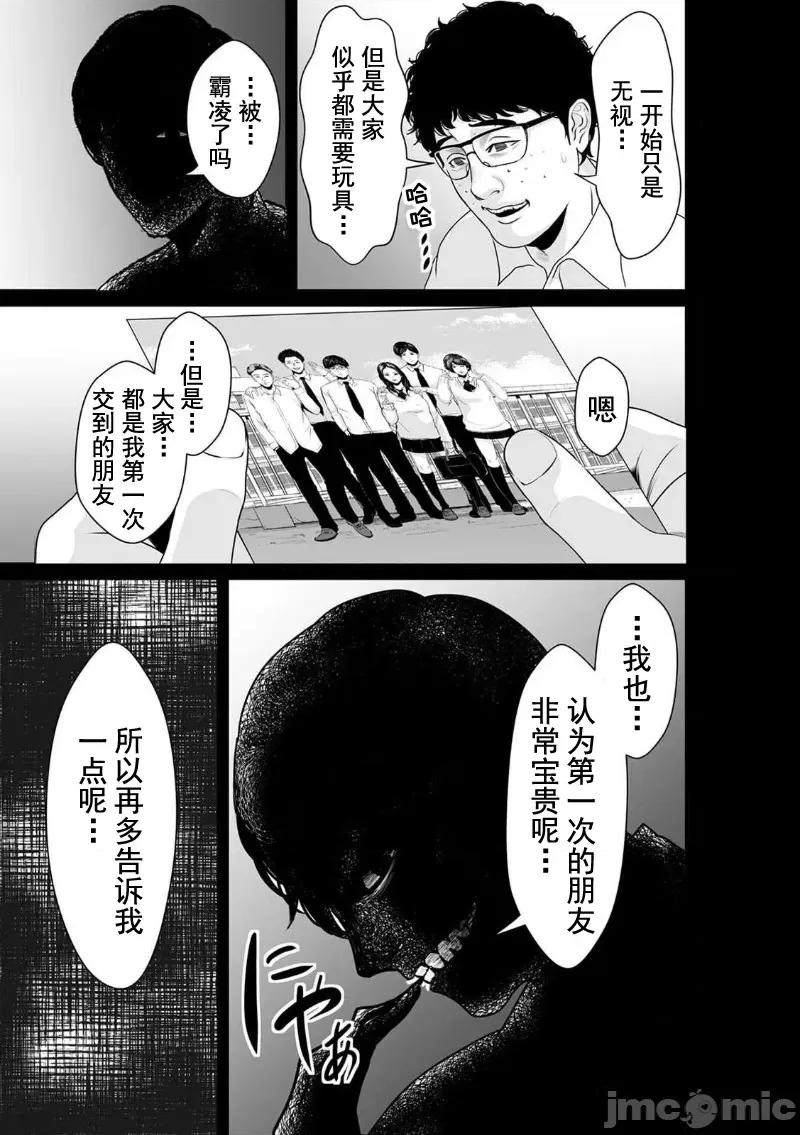 一开始只是
无视…
但是大家
似乎都需要玩具…
哈哈…
…被…
霸凌了吗
嗯
…但是…
大家…
都是我第一次
交到的朋友
…我也…
认为第一次的朋友
非常宝贵呢…
にやぁ
所以再多告诉我
一点呢…
jmcomic